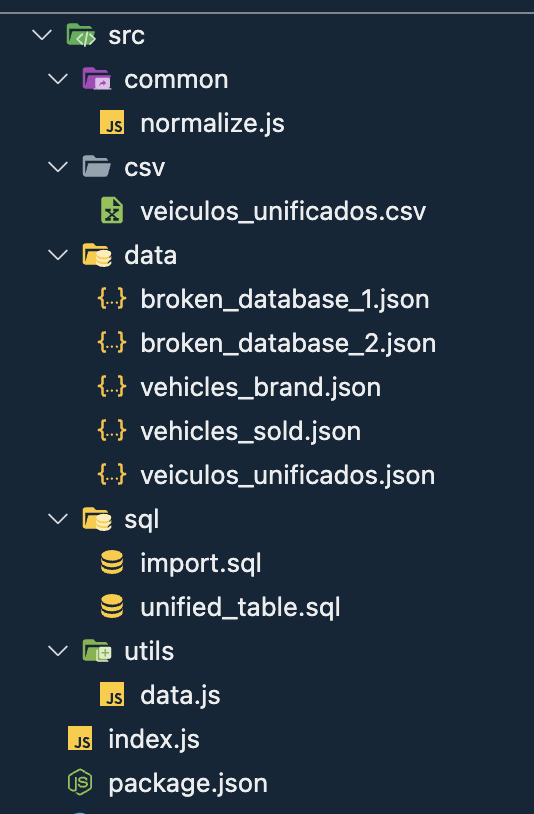 src
common
JS normalize.js
csv
veiculos_unificados.csv
data
{...} broken_database_1.json
{...} broken_database_2.json
{...} vehicles_brand.json
{...} vehicles_sold.json
{...} veiculos_unificados.json
sql
import.sql
unified_table.sql
utils
JS data.js
JS index.js
JS package.json